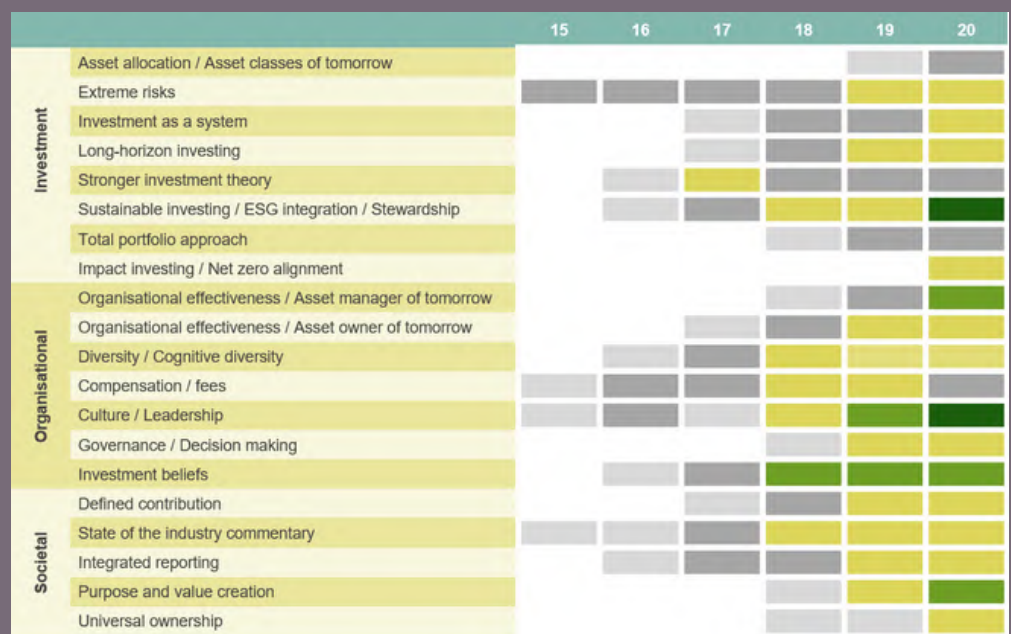 15 16 17 18 19 20
Investment
Asset allocation / Asset classes of tomorrow
Extreme risks
Investment as a system
Long-horizon investing
Stronger investment theory
Sustainable investing / ESG integration / Stewardship
Total portfolio approach
Impact investing / Net zero alignment
Organisational
Organisational effectiveness / Asset manager of tomorrow
Organisational effectiveness / Asset owner of tomorrow
Diversity / Cognitive diversity
Compensation / fees
Culture / Leadership
Governance / Decision making
Investment beliefs
Societal
Defined contribution
State of the industry commentary
Integrated reporting
Purpose and value creation
Universal ownership